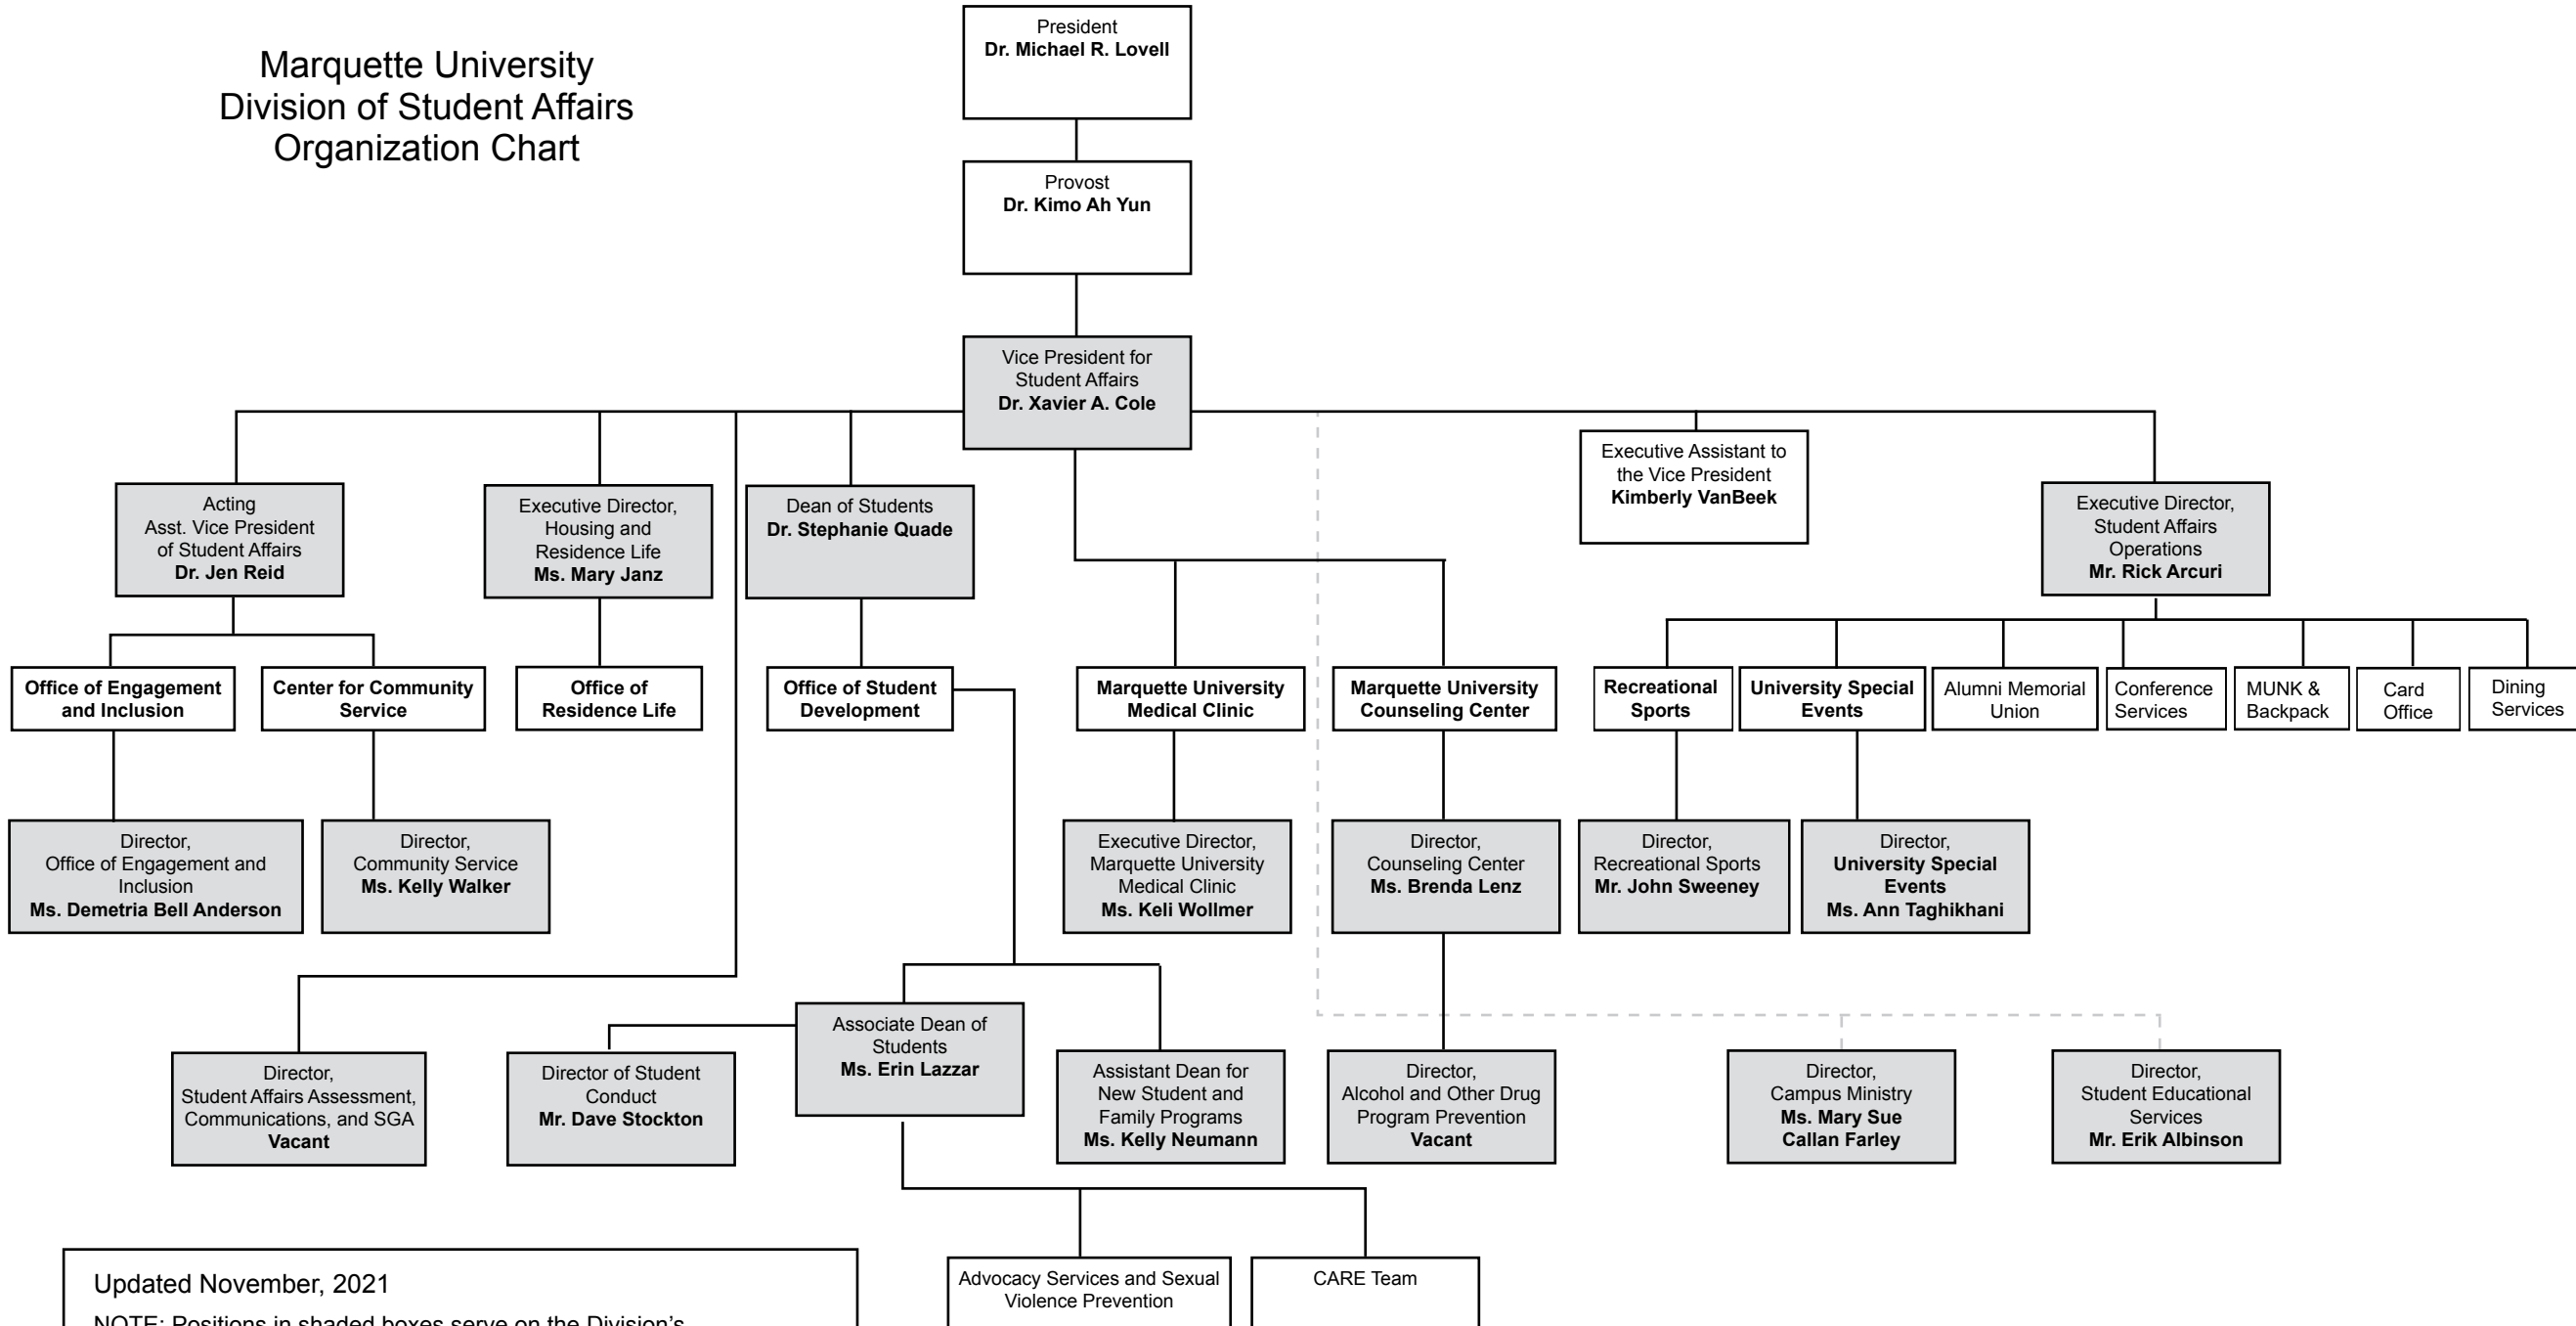 Marquette University
Division of Student Affairs
Organization Chart
President
Dr. Michael R. Lovell
Provost
Dr. Kimo Ah Yun
Vice President for
Student Affairs
Dr. Xavier A. Cole
Acting
Asst. Vice President
of Student Affairs
Dr. Jen Reid
Executive Director,
Housing and
Residence Life
Ms. Mary Janz
Dean of Students
Dr. Stephanie Quade
Executive Assistant to
the Vice President
Kimberly VanBeek
Executive Director,
Student Affairs
Operations
Mr. Rick Arcuri
Office of Engagement
and Inclusion
Center for Community
Service
Office of
Residence Life
Office of Student
Development
Marquette University
Medical Clinic
Marquette University
Counseling Center
Recreational
Sports
University Special
Events
Alumni Memorial
Union
Conference
Services
MUNK &
Backpack
Card
Office
Dining
Services
Director,
Office of Engagement and
Inclusion
Ms. Demetria Bell Anderson
Director,
Community Service
Ms. Kelly Walker
Executive Director,
Marquette University
Medical Clinic
Ms. Keli Wollmer
Director,
Counseling Center
Ms. Brenda Lenz
Director,
Recreational Sports
Mr. John Sweeney
Director,
University Special
Events
Ms. Ann Taghikhani
Director,
Student Affairs Assessment,
Communications, and SGA
Vacant
Director of Student
Conduct
Mr. Dave Stockton
Associate Dean of
Students
Ms. Erin Lazzar
Assistant Dean for
New Student and
Family Programs
Ms. Kelly Neumann
Director,
Alcohol and Other Drug
Program Prevention
Vacant
Director,
Campus Ministry
Ms. Mary Sue
Callan Farley
Director,
Student Educational
Services
Mr. Erik Albinson
Advocacy Services and Sexual
Violence Prevention
CARE Team
Updated November, 2021
NOTE: Positions in shaded boxes serve on the Division's